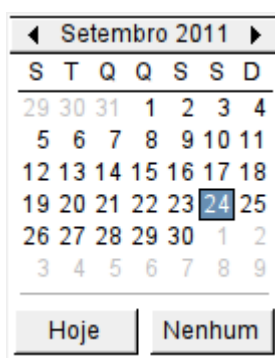 Setembro 2011
S T Q Q S S D
29 30 31 1 2 3 4
5 6 7 8 9 10 11
12 13 14 15 16 17 18
19 20 21 22 23 24 25
26 27 28 29 30 1 2
3 4 5 6 7 8 9
Hoje Nenhum